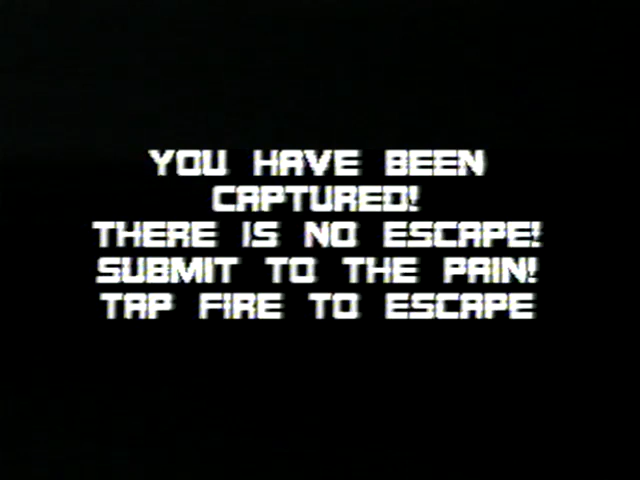 YOU HAVE BEEN
CAPTURED!
THERE IS NO ESCAPE!
SUBMIT TO THE PAIN!
TAP FIRE TO ESCAPE